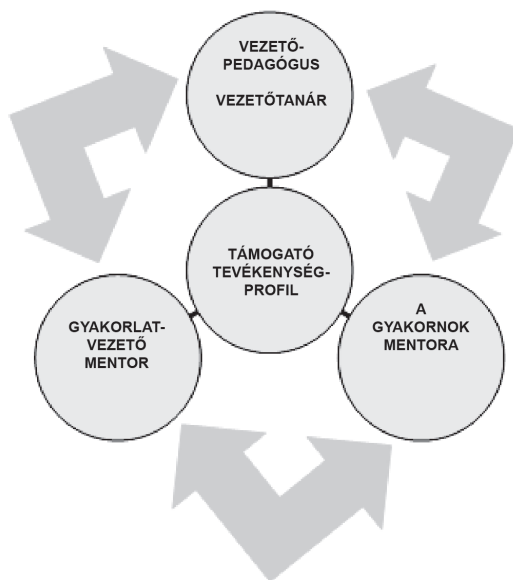 VEZETŐ-
PEDAGÓGUS
VEZETŐTANÁR
TÁMOGATÓ
TEVÉKENYSÉG-
PROFIL
GYAKORLAT-
VEZETŐ
MENTOR
A
GYAKORNOK
MENTORA